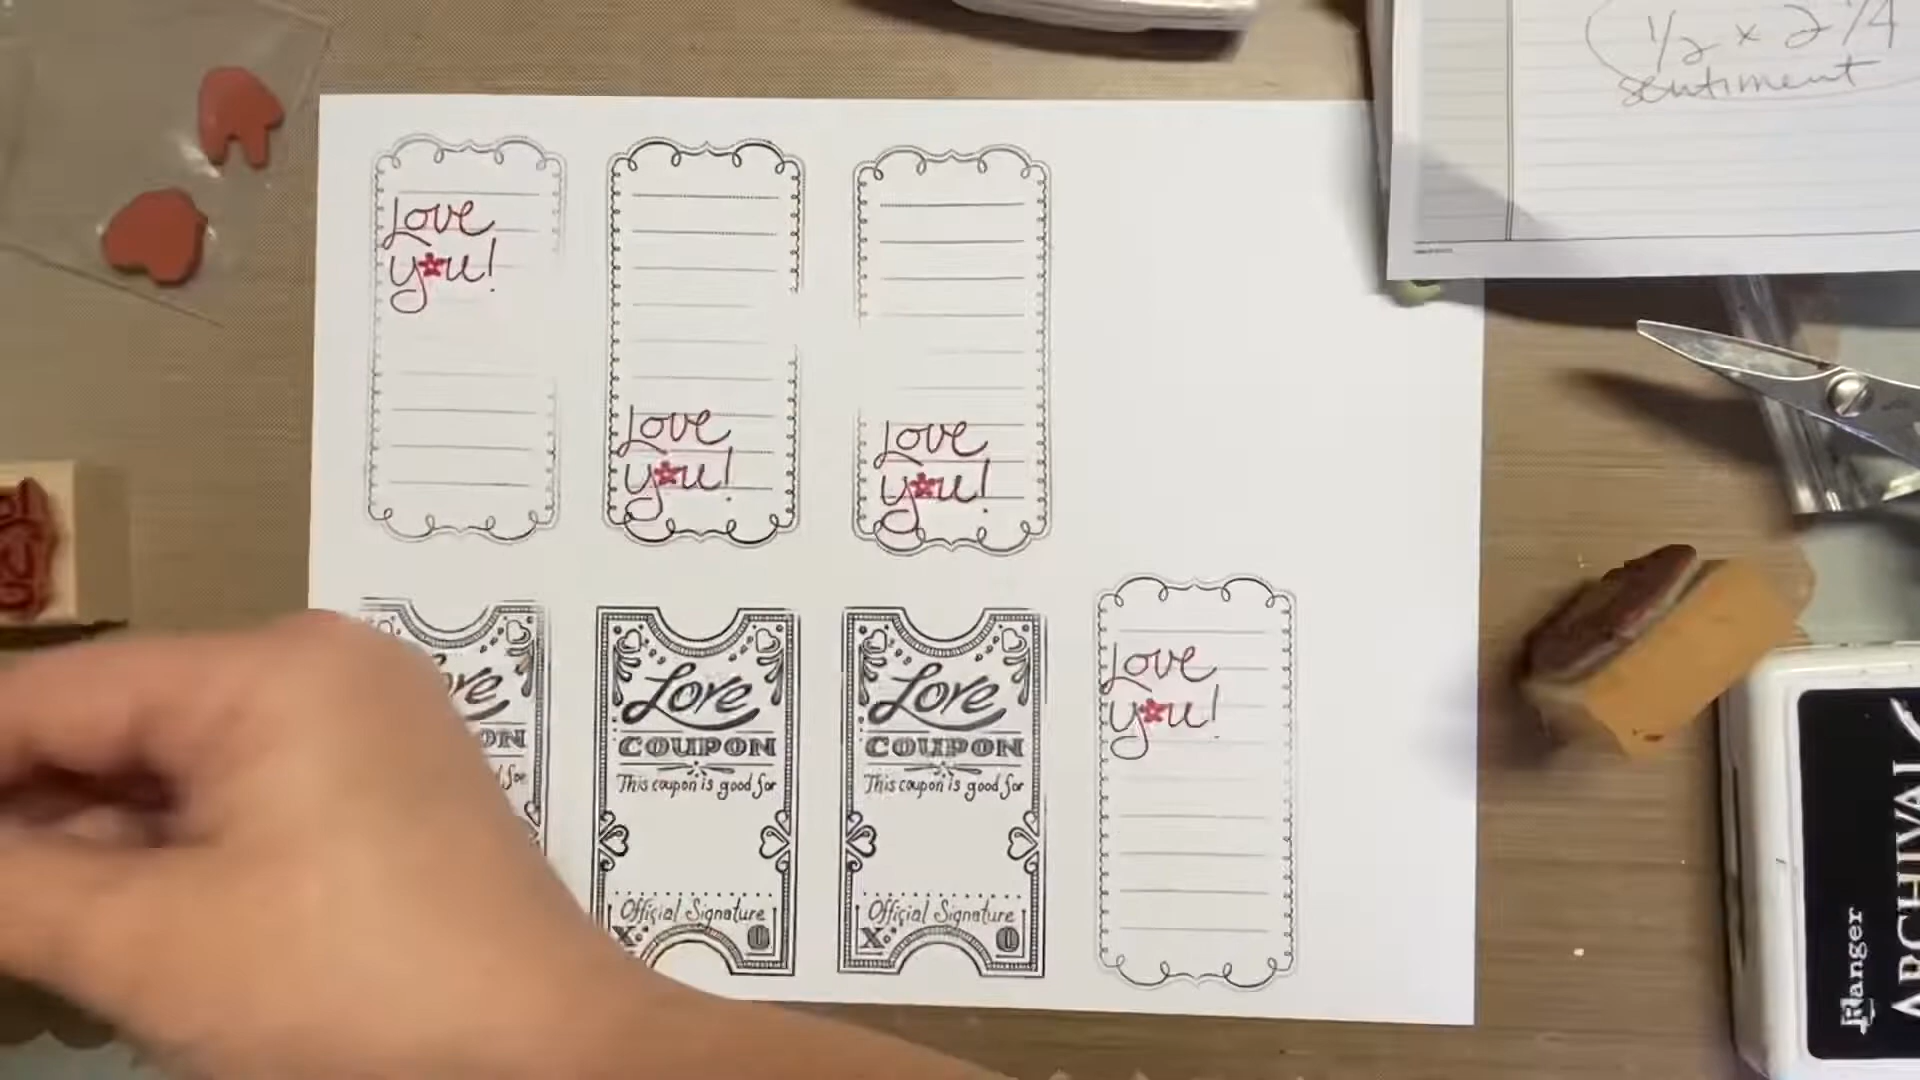 1/2 x 2 1/4
sentiment
Love
you!
Love
you!
Love
you!
Love
you!
COUPON
Love
COUPON
This coupon is good for
Official Signature
X O
Love
COUPON
This coupon is good for
Official Signature
X O
Ranger
ARCHIVAL